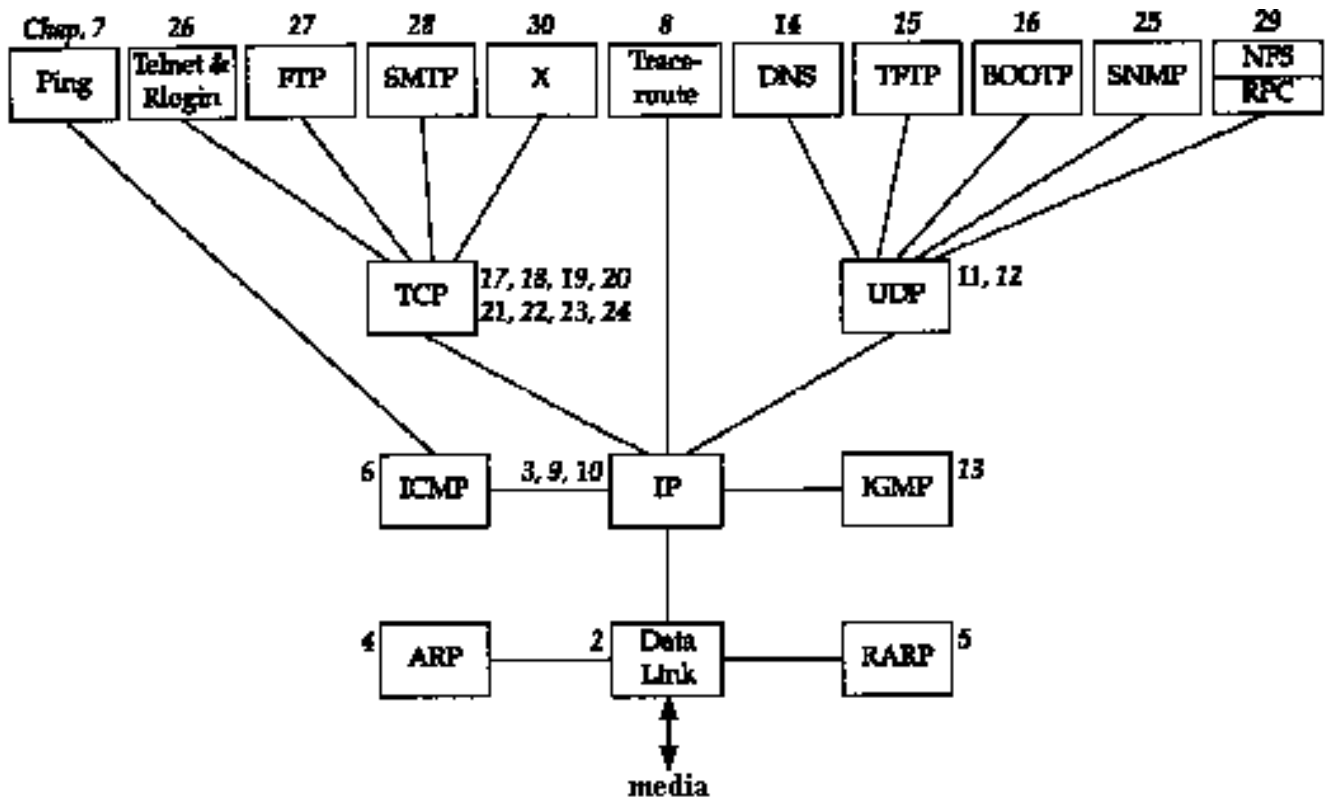 Chap. 7 26 27 28 30 8 14 15 16 25 29
Ping
Telnet &
Rlogin
FTP
SMTP
X
Trace-
route
DNS
TFTP
BOOTP
SNMP
NFS
RPC
TCP
17, 18, 19, 20
21, 22, 23, 24
UDP
11, 12
6
ICMP
3, 9, 10
IP
IGMP
13
4
ARP
2
Data
Link
RARP
5
media